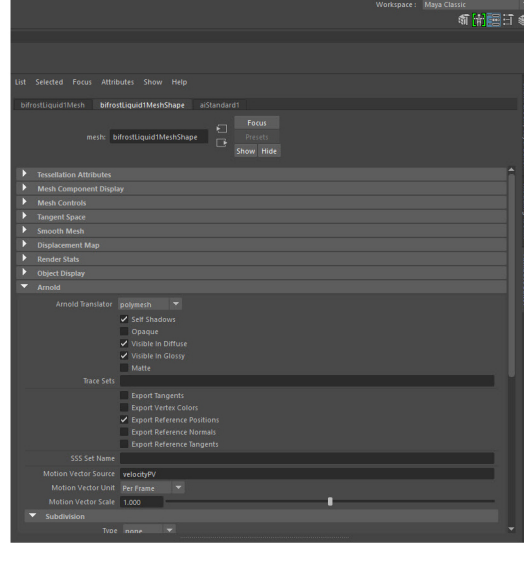 Workspace : Maya Classic
List Selected Focus Attributes Show Help
bifrostLiquid1Mesh bifrostLiquid1MeshShape aiStandard1
mesh: bifrostLiquid1MeshShape
Focus
Presets
Show Hide
Tessellation Attributes
Mesh Component Display
Mesh Controls
Tangent Space
Smooth Mesh
Displacement Map
Render Stats
Object Display
Arnold
Arnold Translator polymesh
Self Shadows
Opaque
Visible In Diffuse
Visible In Glossy
Matte
Trace Sets
Export Tangents
Export Vertex Colors
Export Reference Positions
Export Reference Normals
Export Reference Tangents
SSS Set Name
Motion Vector Source velocityPV
Motion Vector Unit Per Frame
Motion Vector Scale 1.000
Subdivision
Type none